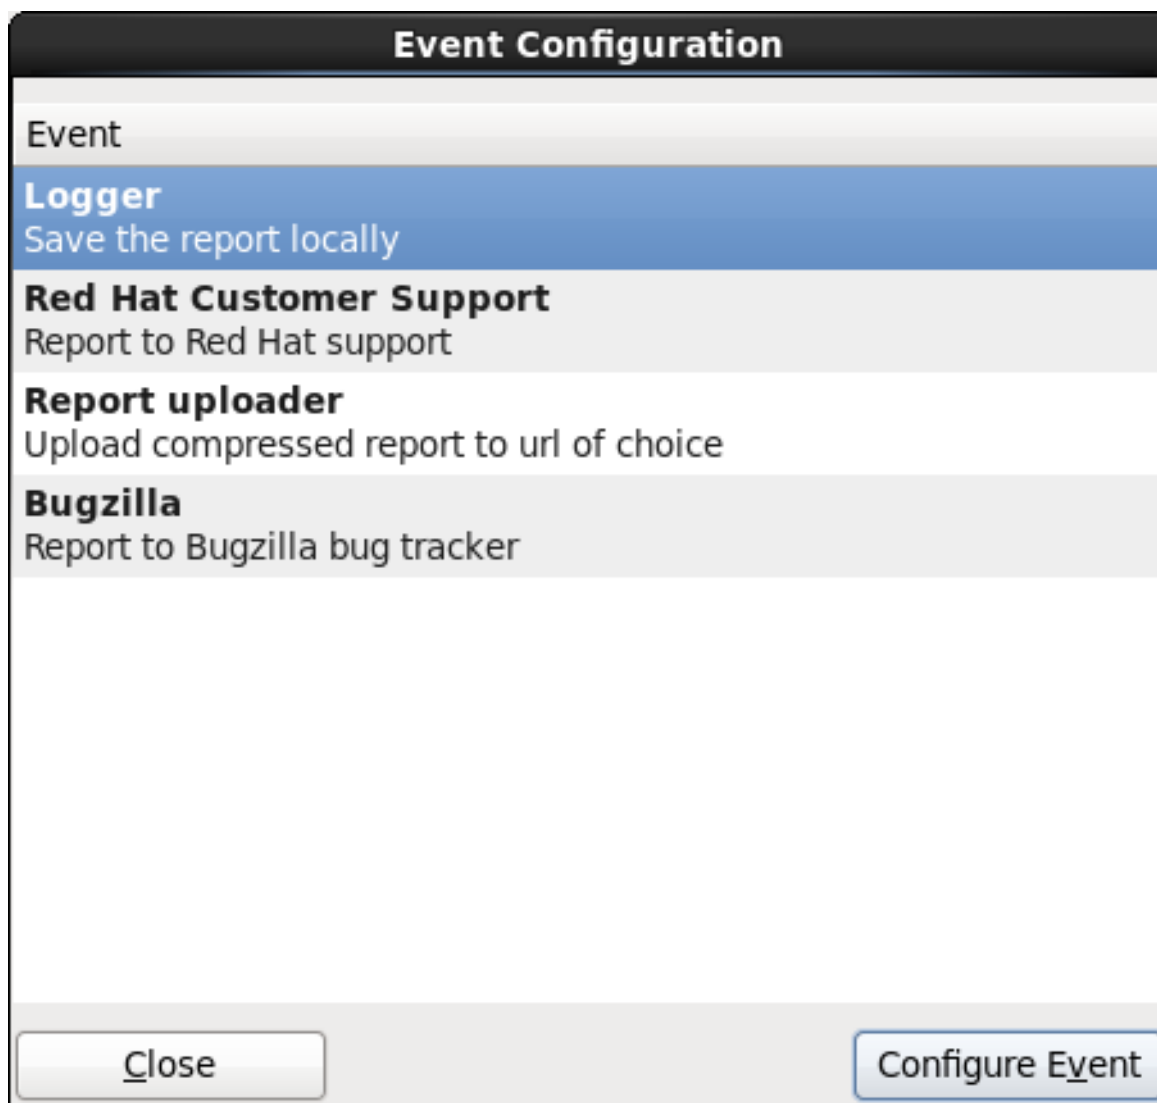 Event Configuration
Event
Logger
Save the report locally
Red Hat Customer Support
Report to Red Hat support
Report uploader
Upload compressed report to url of choice
Bugzilla
Report to Bugzilla bug tracker
Close
Configure Event